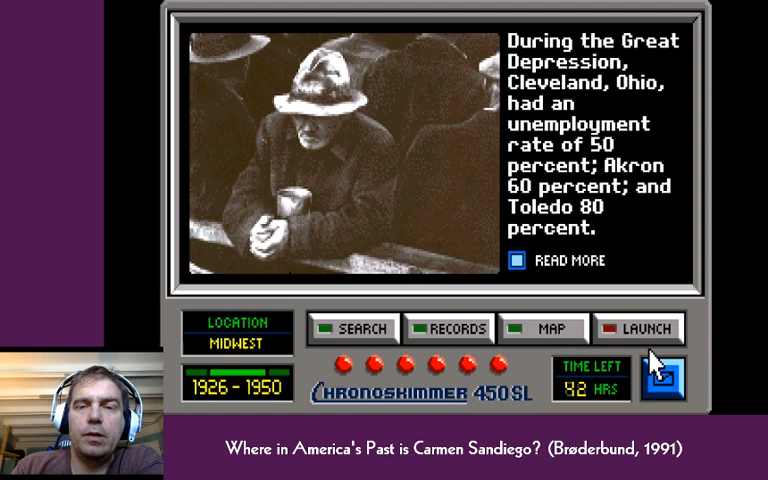 During the Great
Depression,
Cleveland, Ohio,
had an
unemployment
rate of 50
percent; Akron
60 percent; and
Toledo 80
percent.
READ MORE
LOCATION
MIDWEST
SEARCH
RECORDS
MAP
LAUNCH
1926 - 1950
CHRONOSKIMMER 450SL
TIME LEFT
42 HRS
Where in America's Past is Carmen Sandiego? (Brøderbund, 1991)